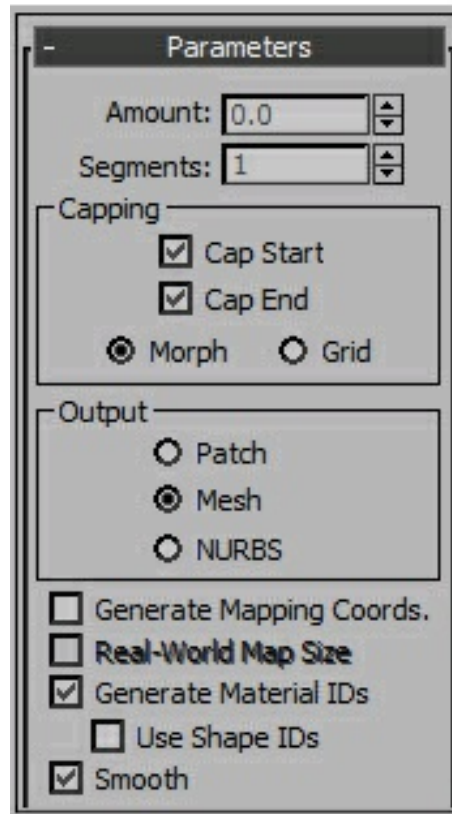 - Parameters
Amount: 0.0
Segments: 1
Capping
Cap Start
Cap End
Morph Grid
Output
Patch
Mesh
NURBS
Generate Mapping Coords.
Real-World Map Size
Generate Material IDs
Use Shape IDs
Smooth